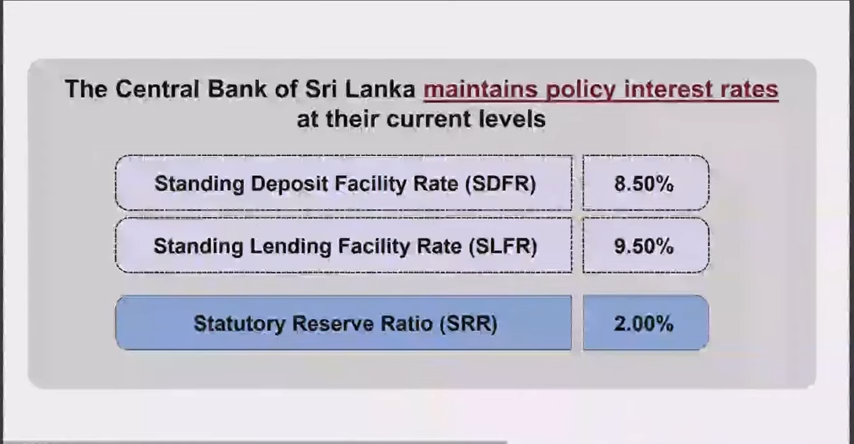 The Central Bank of Sri Lanka maintains policy interest rates
at their current levels
Standing Deposit Facility Rate (SDFR) 8.50%
Standing Lending Facility Rate (SLFR) 9.50%
Statutory Reserve Ratio (SRR) 2.00%